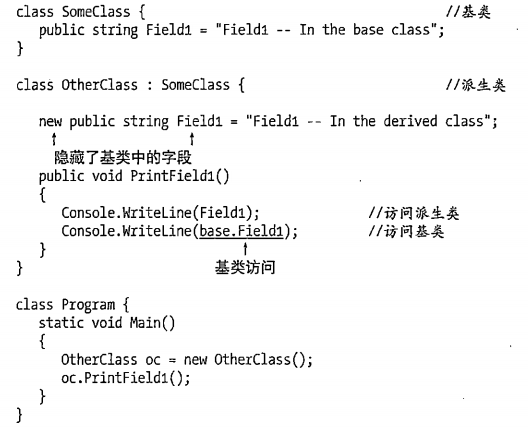 class SomeClass { //基类
public string Field1 = "Field1 -- In the base class";
}
class OtherClass : SomeClass { //派生类
new public string Field1 = "Field1 -- In the derived class";
隐藏了基类中的字段
public void PrintField1()
{
Console.WriteLine(Field1); //访问派生类
Console.WriteLine(base.Field1); //访问基类
}
基类访问
}
class Program {
static void Main()
{
OtherClass oc = new OtherClass();
oc.PrintField1();
}
}